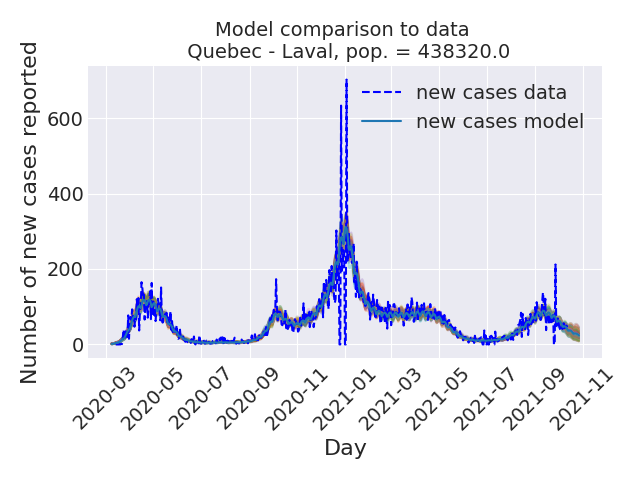 Model comparison to data
Quebec - Laval, pop. = 438320.0
Number of new cases reported
600
400
200
0
new cases data
new cases model
2020-03
2020-05
2020-07
2020-09
2020-11
2021-01
2021-03
2021-05
2021-07
2021-09
2021-11
Day